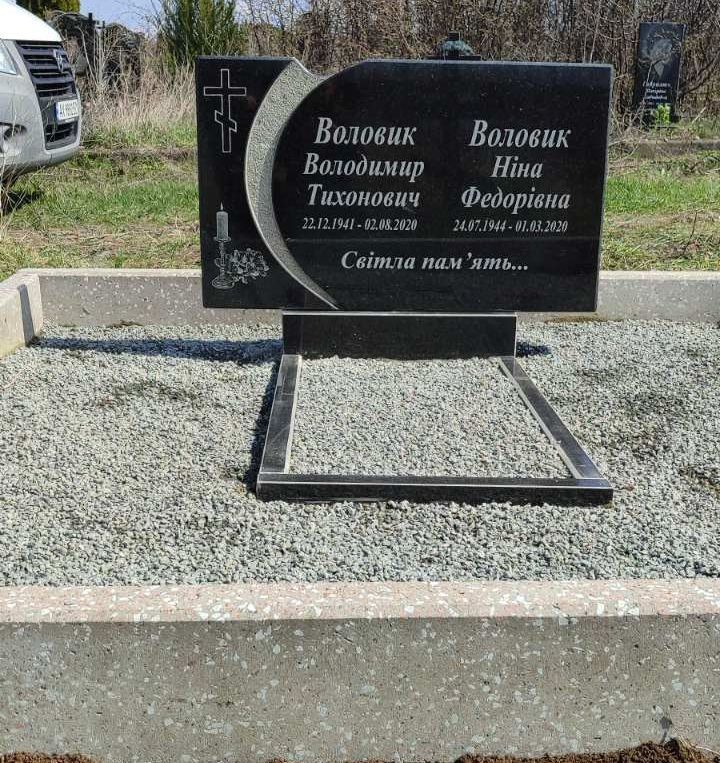 Воловик
Володимир
Тихонович
22.12.1941 - 02.08.2020
Воловик
Ніна
Федорівна
24.07.1944 - 01.03.2020
Світла пам’ять...